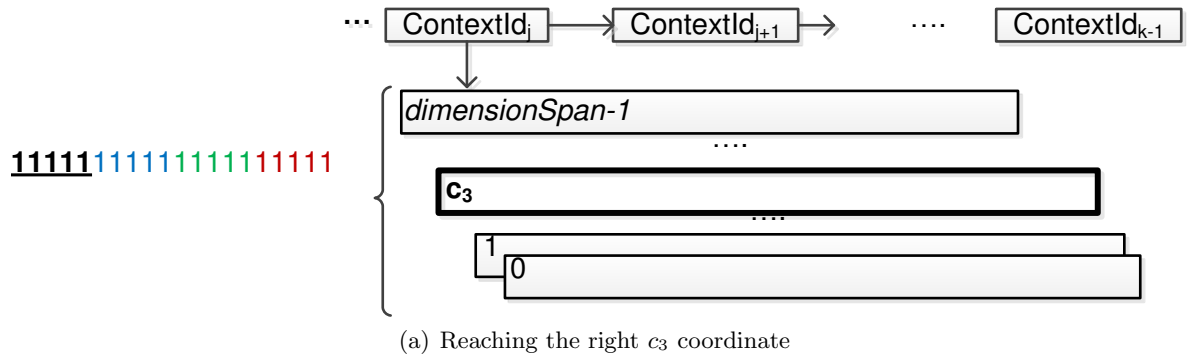 ... ContextIdj ContextIdj+1 .... ContextIdk-1
dimensionSpan-1
....
11111111111111111111
c3
....
1
0
(a) Reaching the right c3 coordinate